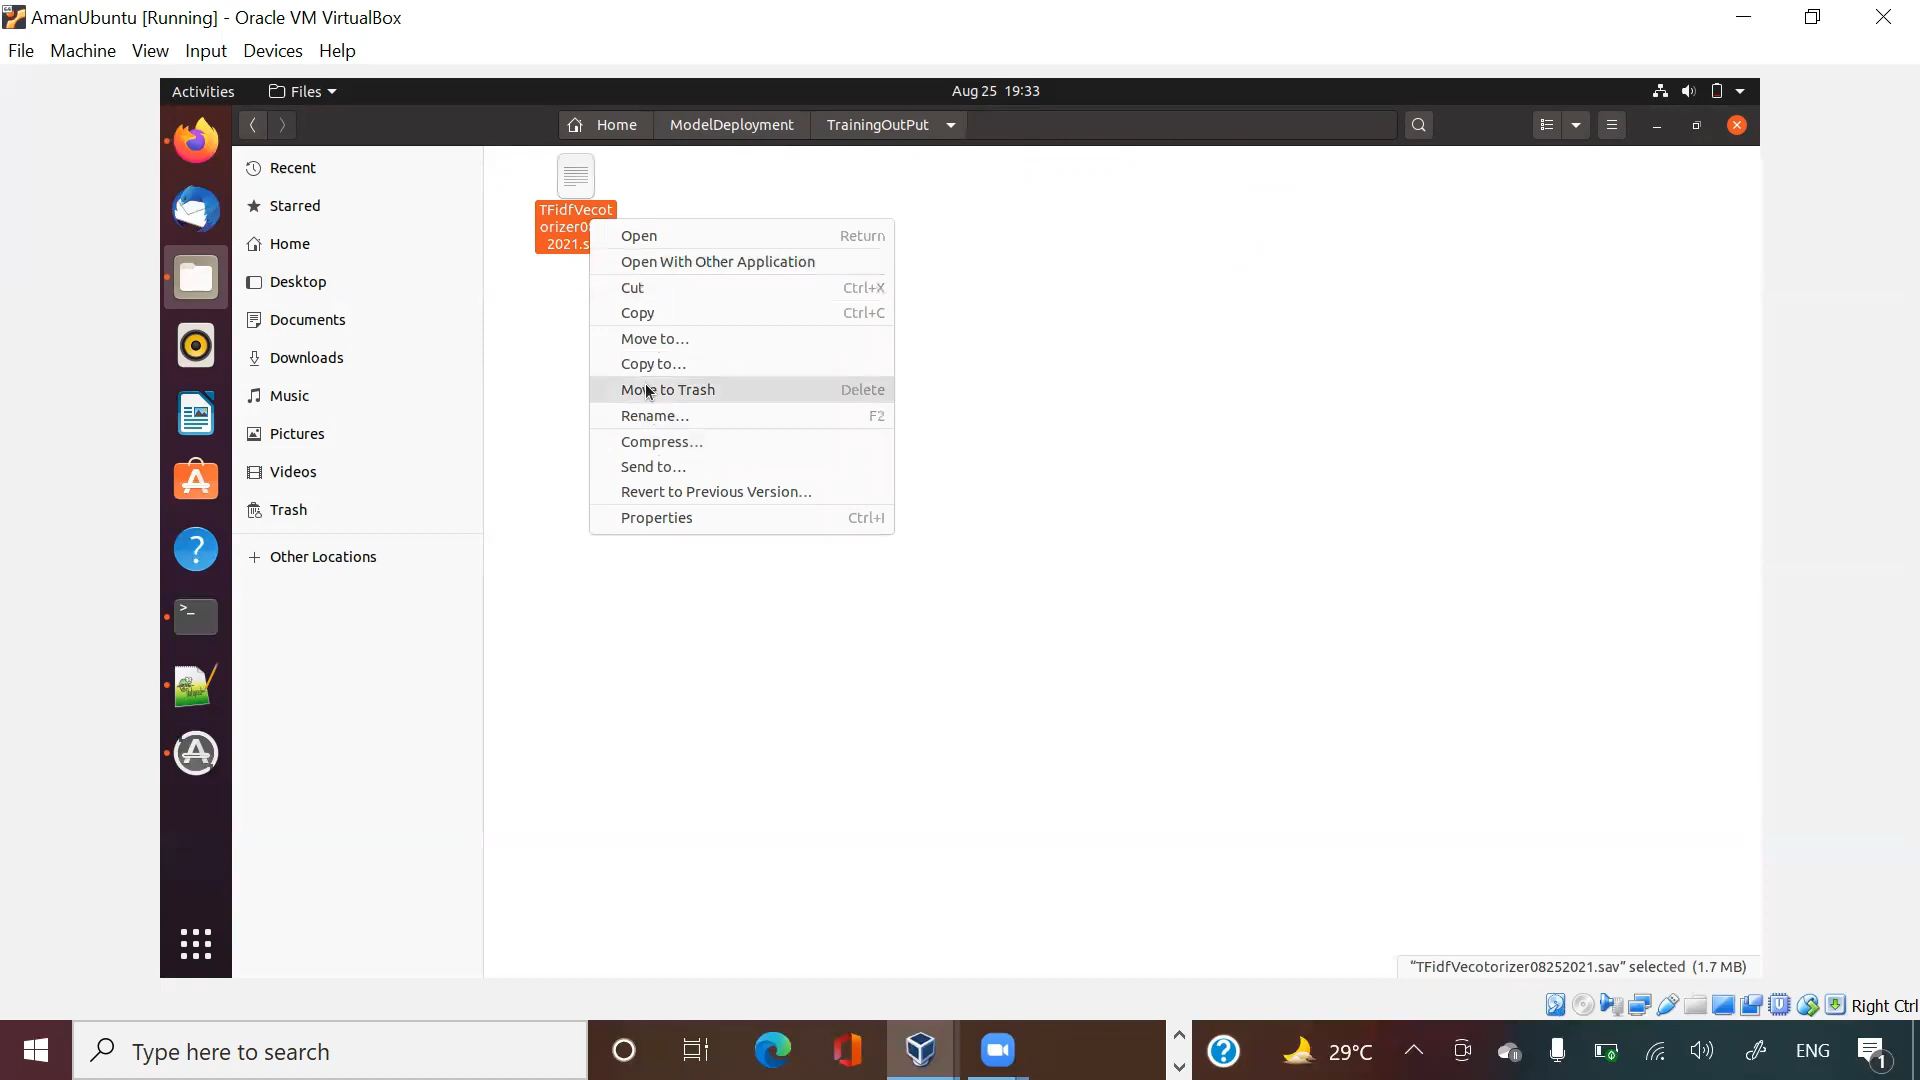 AmanUbuntu [Running] - Oracle VM VirtualBox
File Machine View Input Devices Help
Activities Files Aug 25 19:33
Home ModelDeployment TrainingOutPut
Recent
Starred
Home
Desktop
Documents
Downloads
Music
Pictures
Videos
Trash
+ Other Locations
TFidfVecot
orizer0
2021.s
Open Return
Open With Other Application
Cut Ctrl+X
Copy Ctrl+C
Move to...
Copy to...
Move to Trash Delete
Rename... F2
Compress...
Send to...
Revert to Previous Version...
Properties Ctrl+I
"TFidfVecotorizer08252021.sav" selected (1.7 MB)
Right Ctrl
Type here to search
29°C
ENG
1